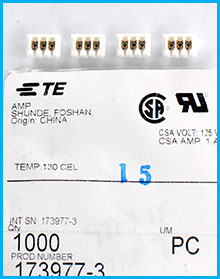 TE
AMP
SHUNDE, FOSHAN,
Origin: CHINA
CSA VOLT: 125 V
CSA AMP: 1 A
TEMP: 130 CEL
15
INT SN: 173977-3
Qty
UM
1000
PC
PROD NUMBER
173977-3